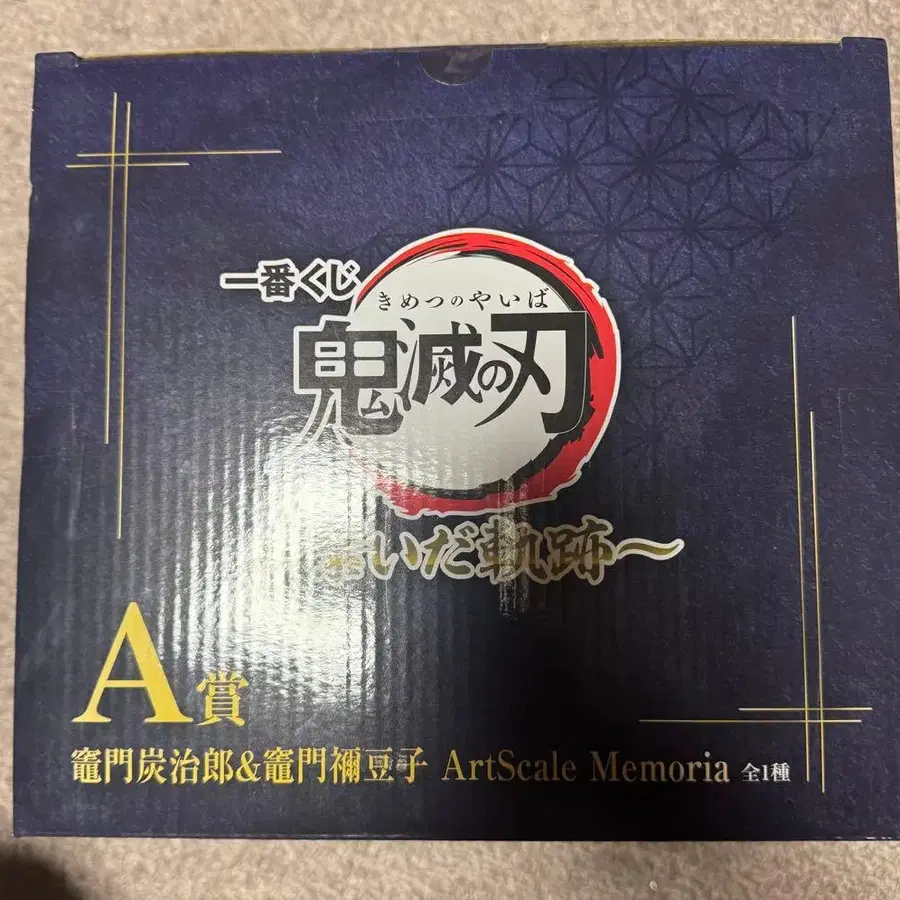 一番くじ
きめつのやいば
鬼滅の刃
いだ軌跡～
A賞
竈門炭治郎&竈門禰豆子 ArtScale Memoria 全1種